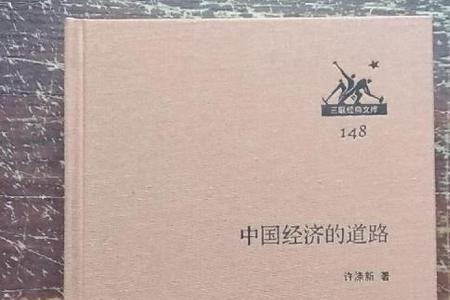 三联经典文库
148
中国经济的道路
许涤新 著